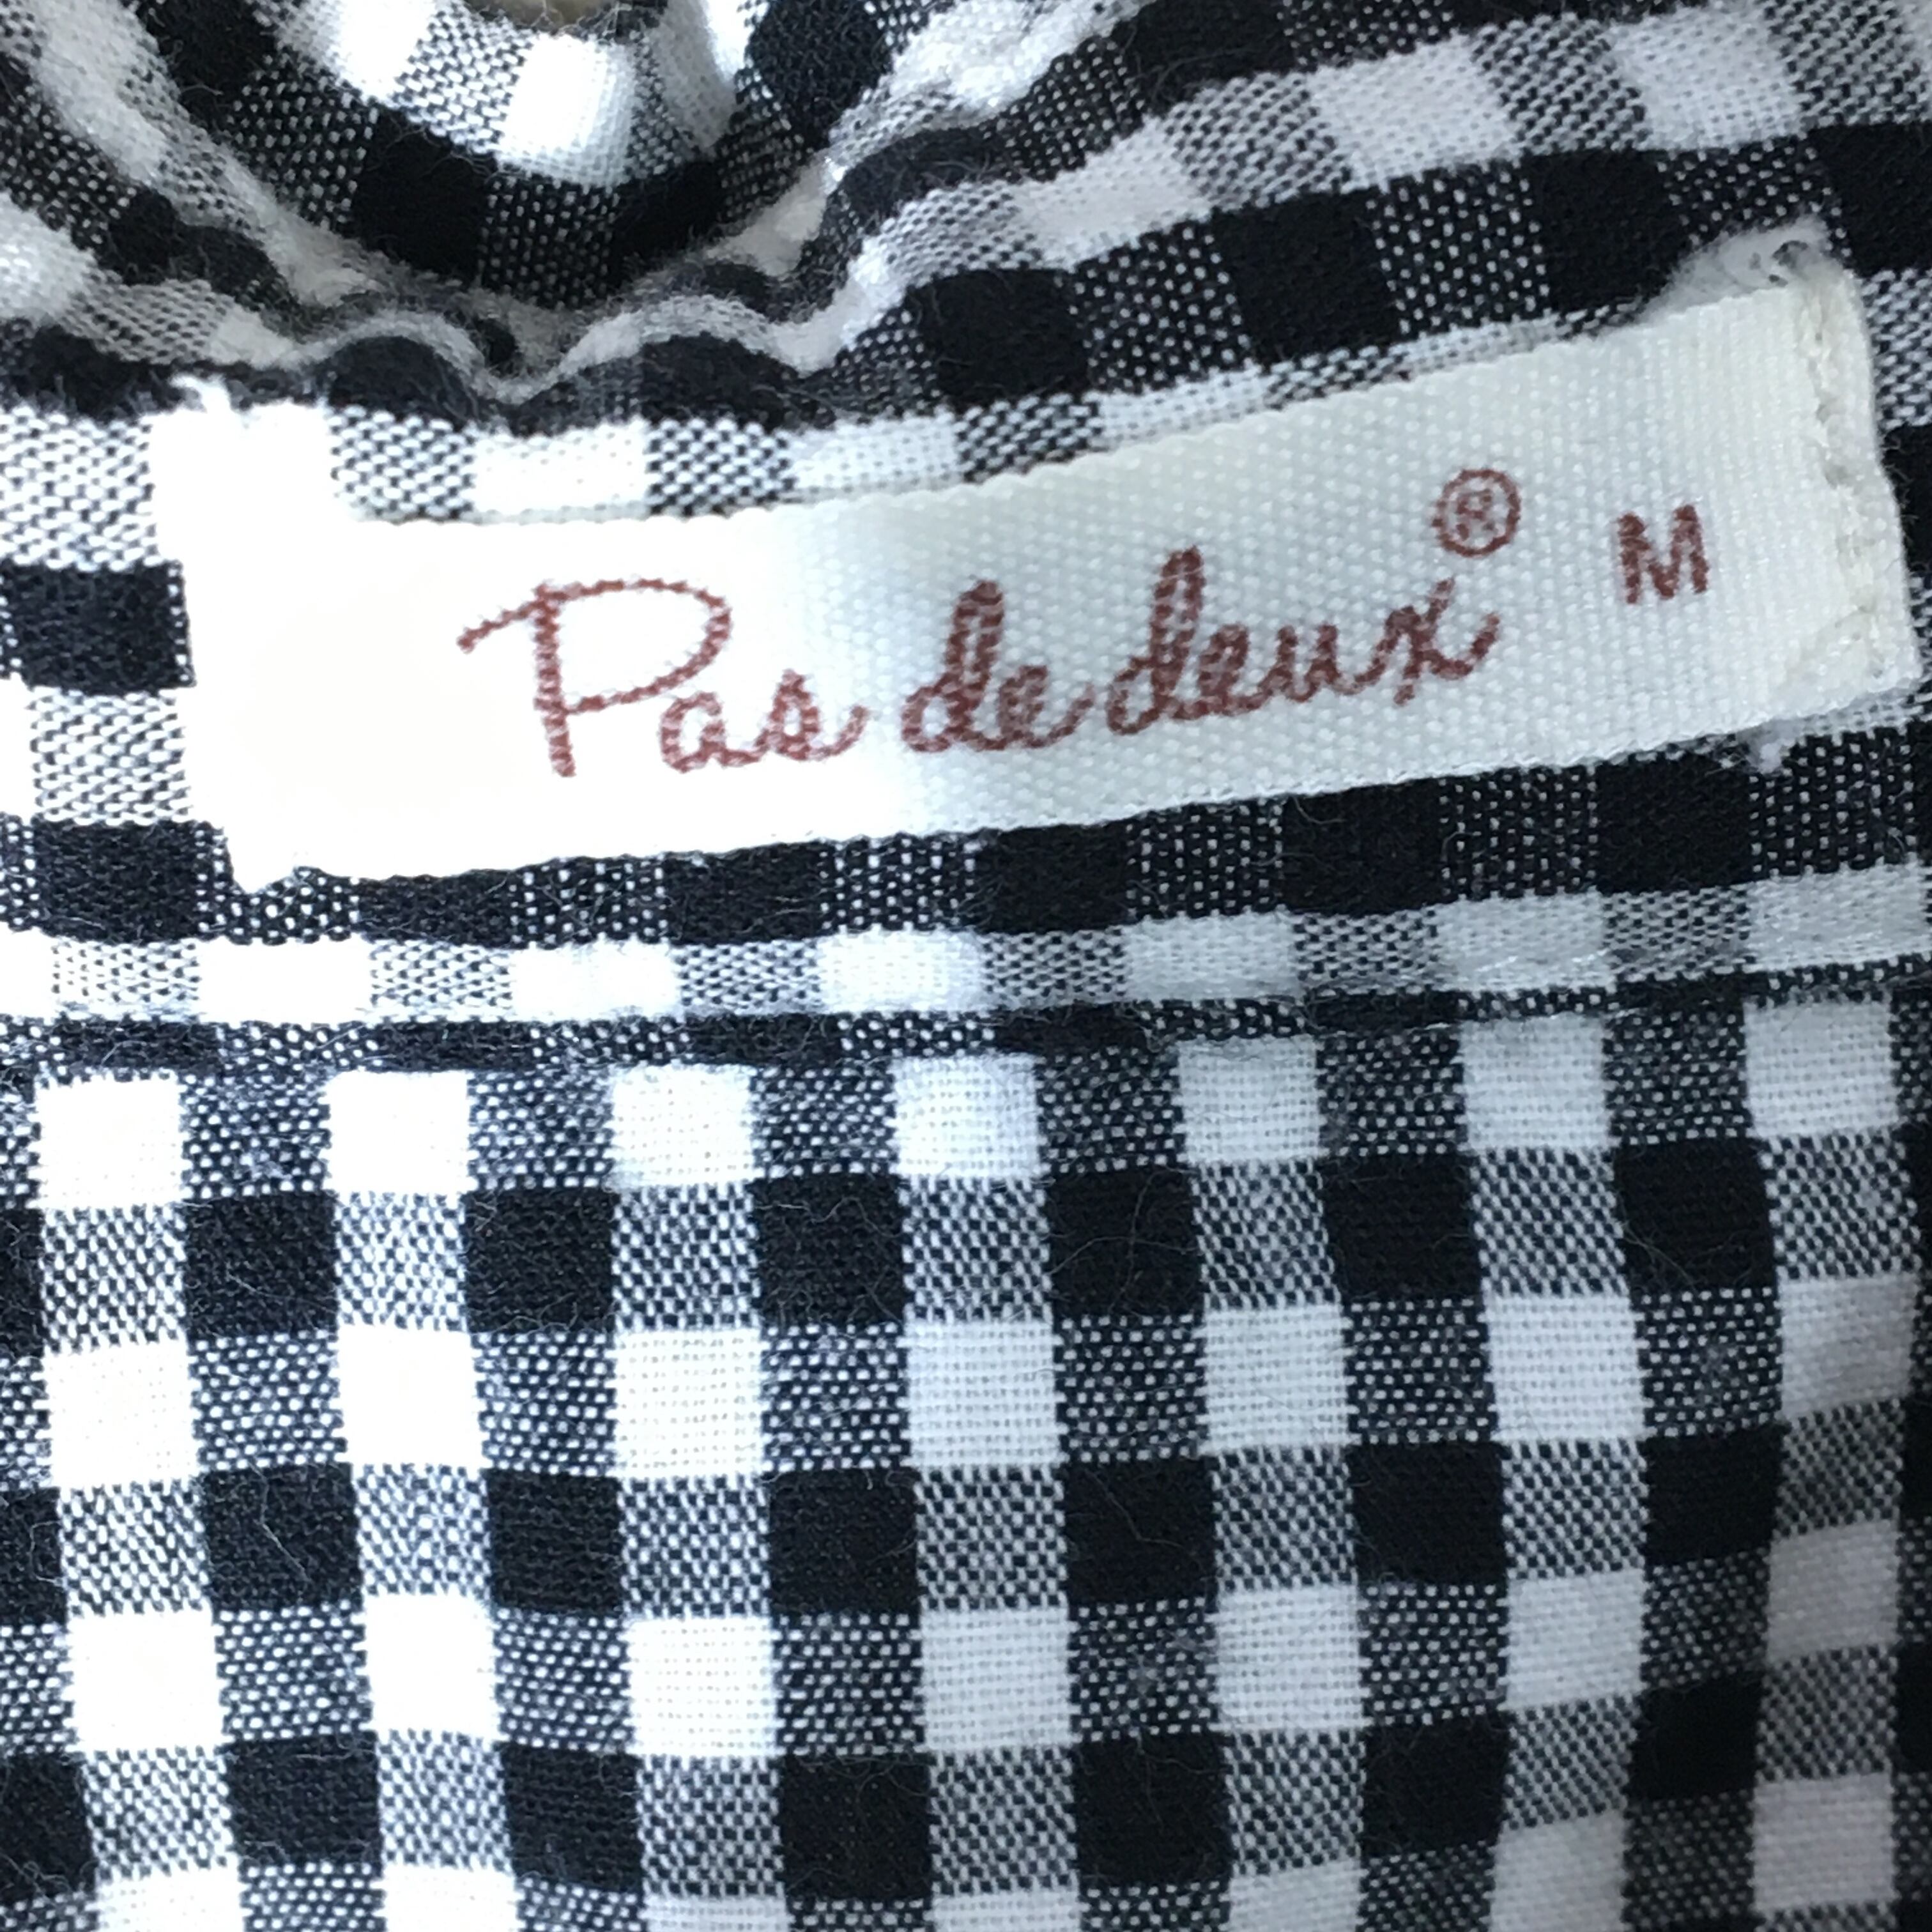 Pas de deux® M